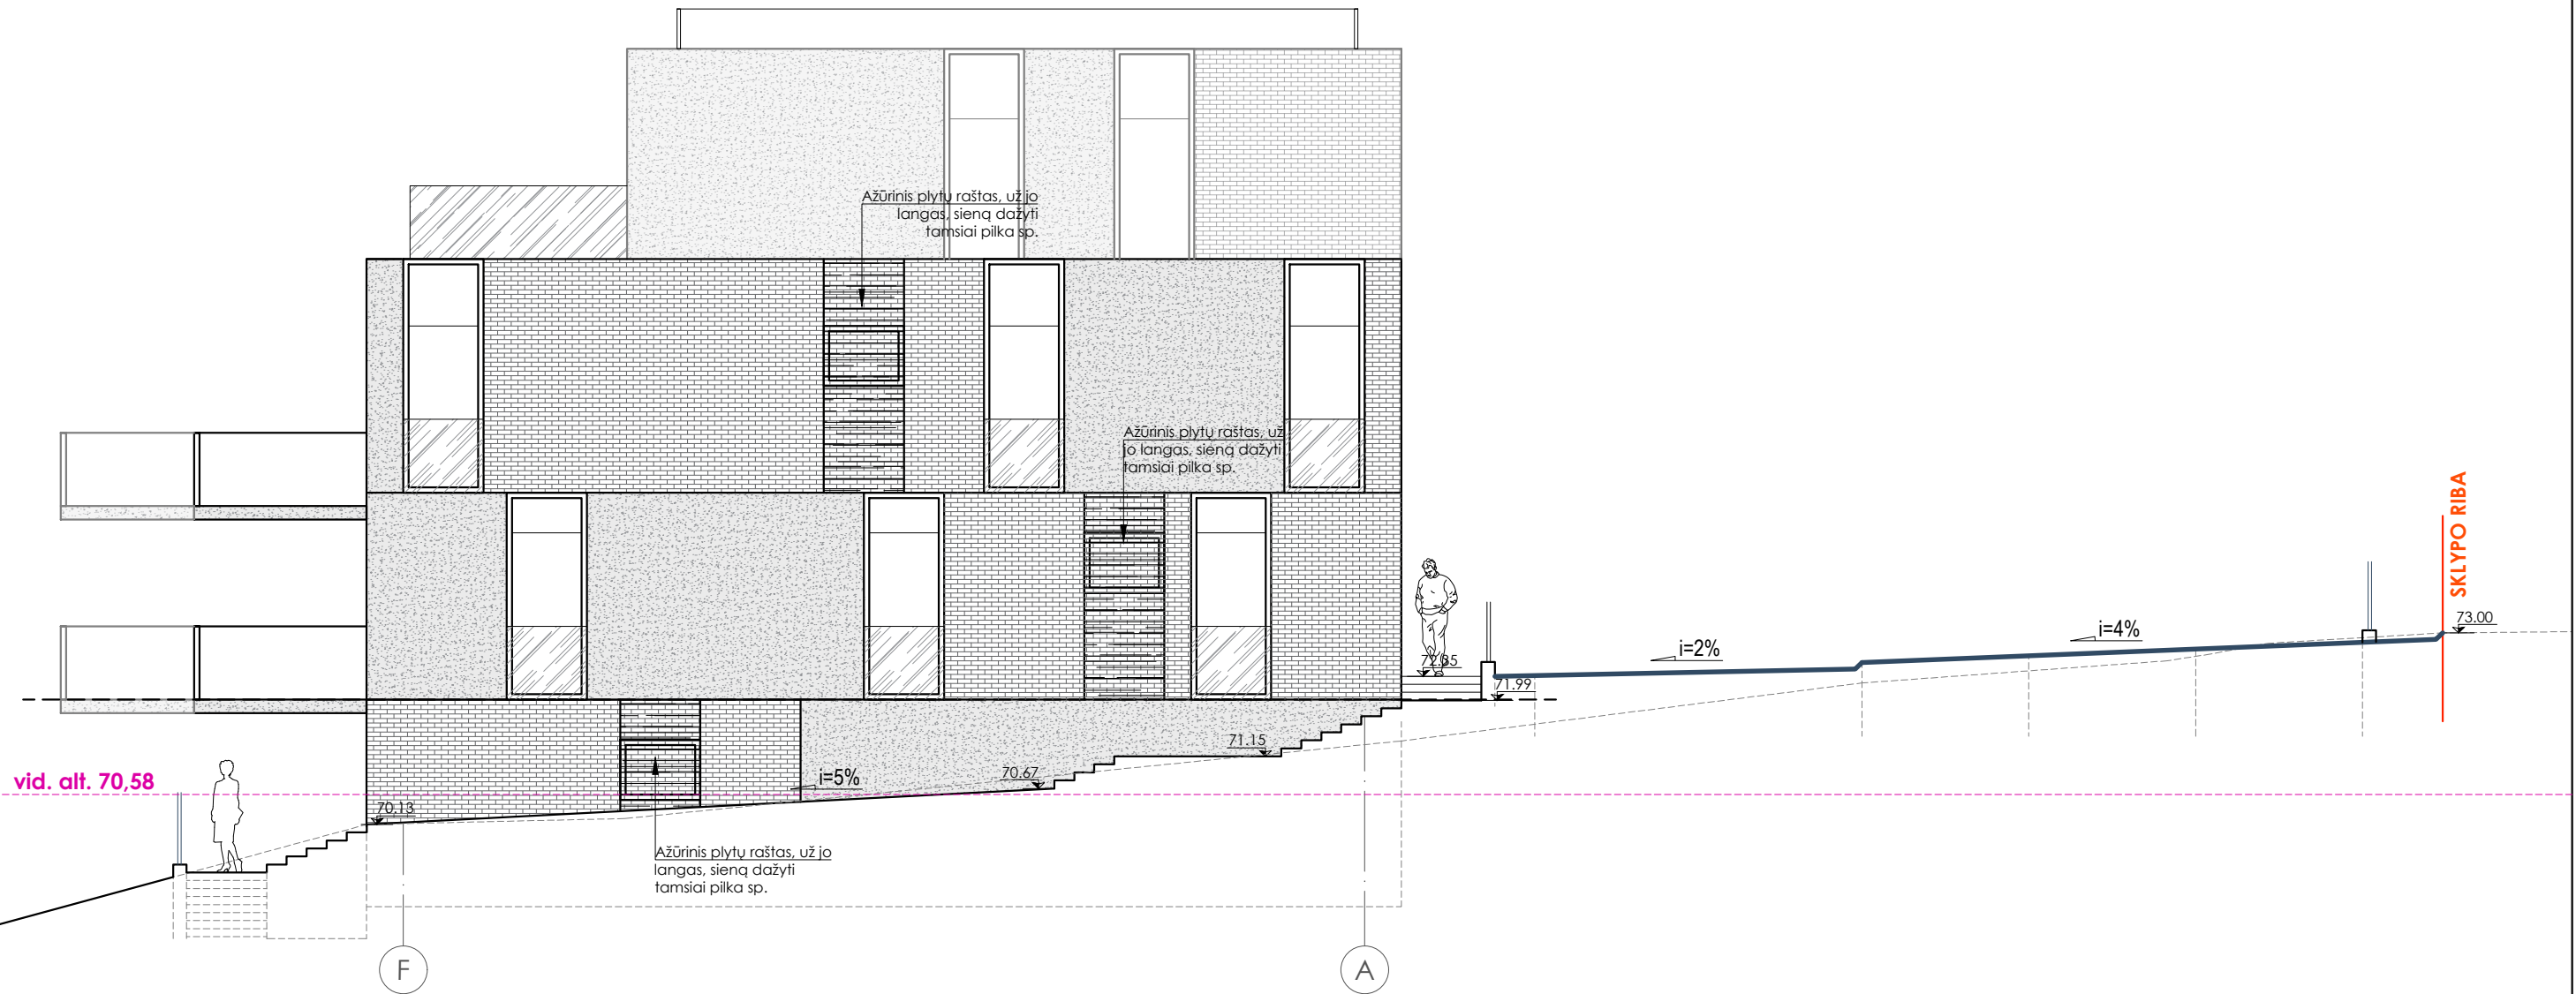 Ažūrinis plytų raštas, už jo
langas, sieną dažyti
tamsiai pilka sp.
Ažūrinis plytų raštas, už
jo langas, sieną dažyti
tamsiai pilka sp.
SKLYPO RIBA
73.00
i=4%
i=2%
72.35
71.99
71.15
70.67
i=5%
vid. alt. 70,58
70.13
Ažūrinis plytų raštas, už jo
langas, sieną dažyti
tamsiai pilka sp.
F
A